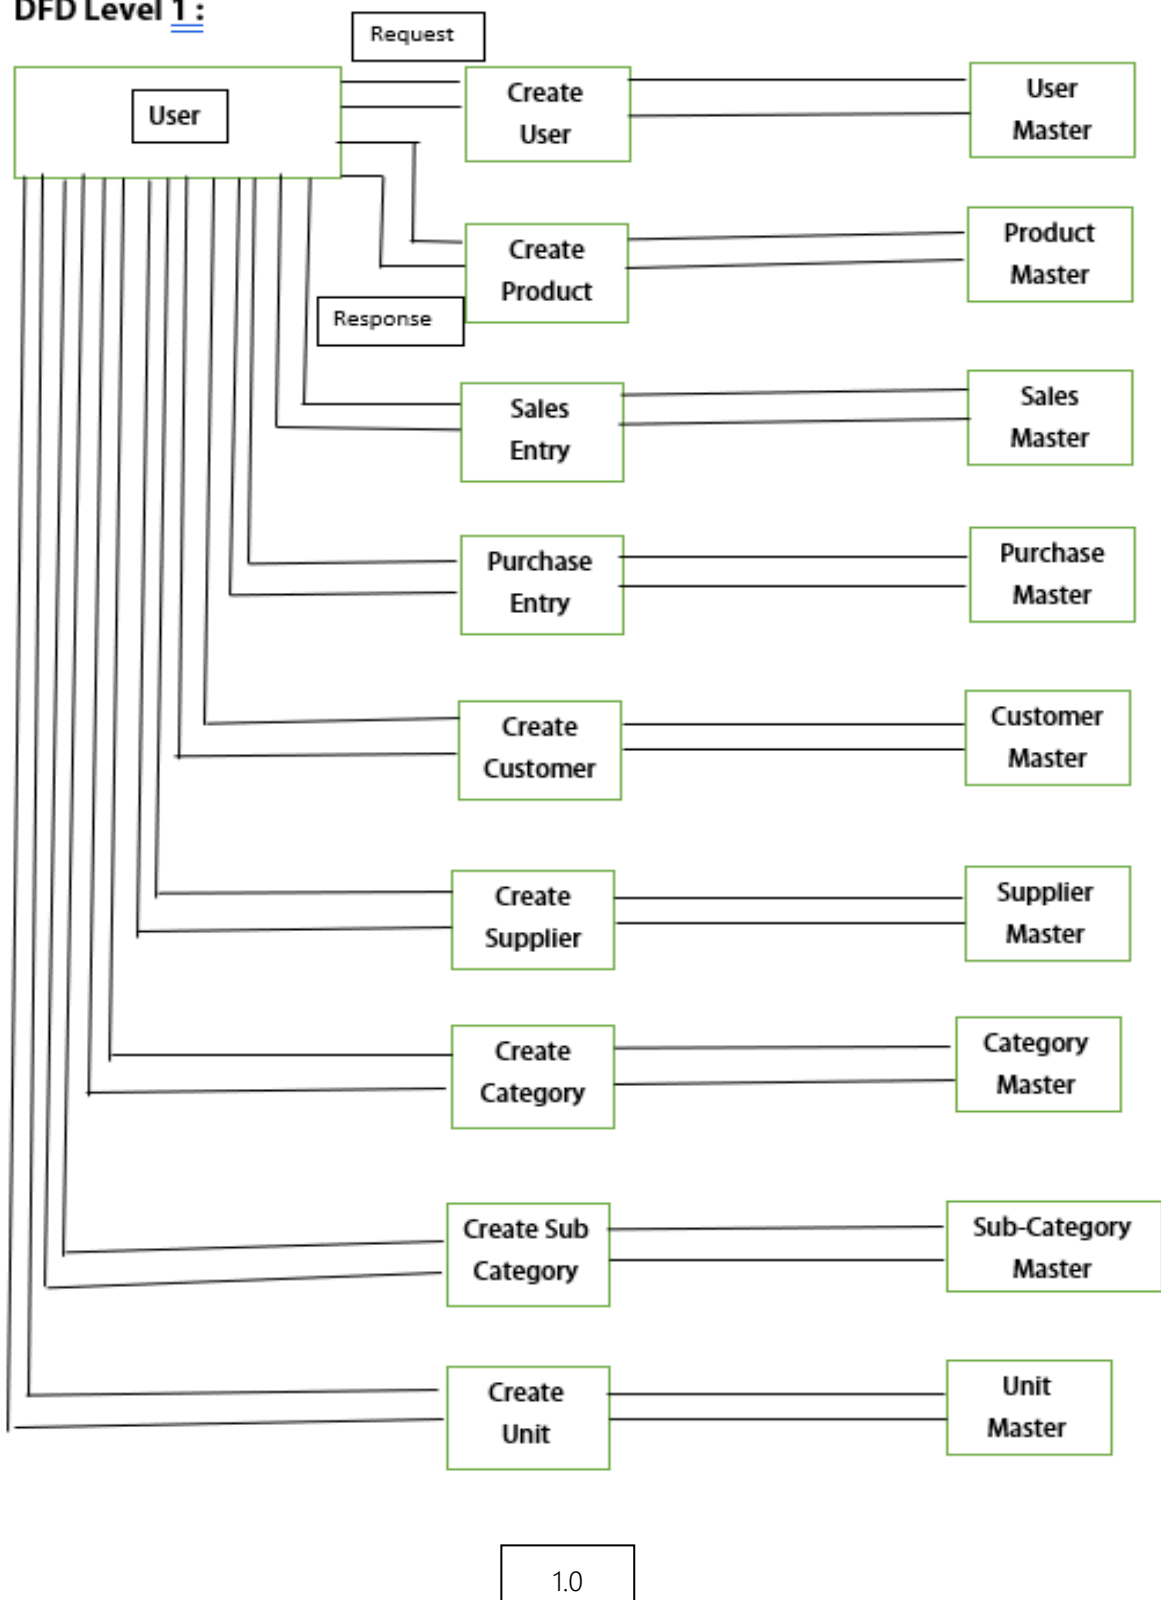 DFD Level 1 :
Request
User
Create
User
User
Master
Create
Product
Product
Master
Response
Sales
Entry
Sales
Master
Purchase
Entry
Purchase
Master
Create
Customer
Customer
Master
Create
Supplier
Supplier
Master
Create
Category
Category
Master
Create Sub
Category
Sub-Category
Master
Create
Unit
Unit
Master
1.0